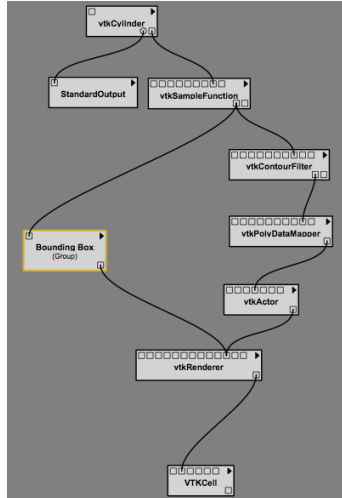 vtkCylinder
StandardOutput
vtkSampleFunction
vtkContourFilter
vtkPolyDataMapper
Bounding Box
(Group)
vtkActor
vtkRenderer
VTKCell